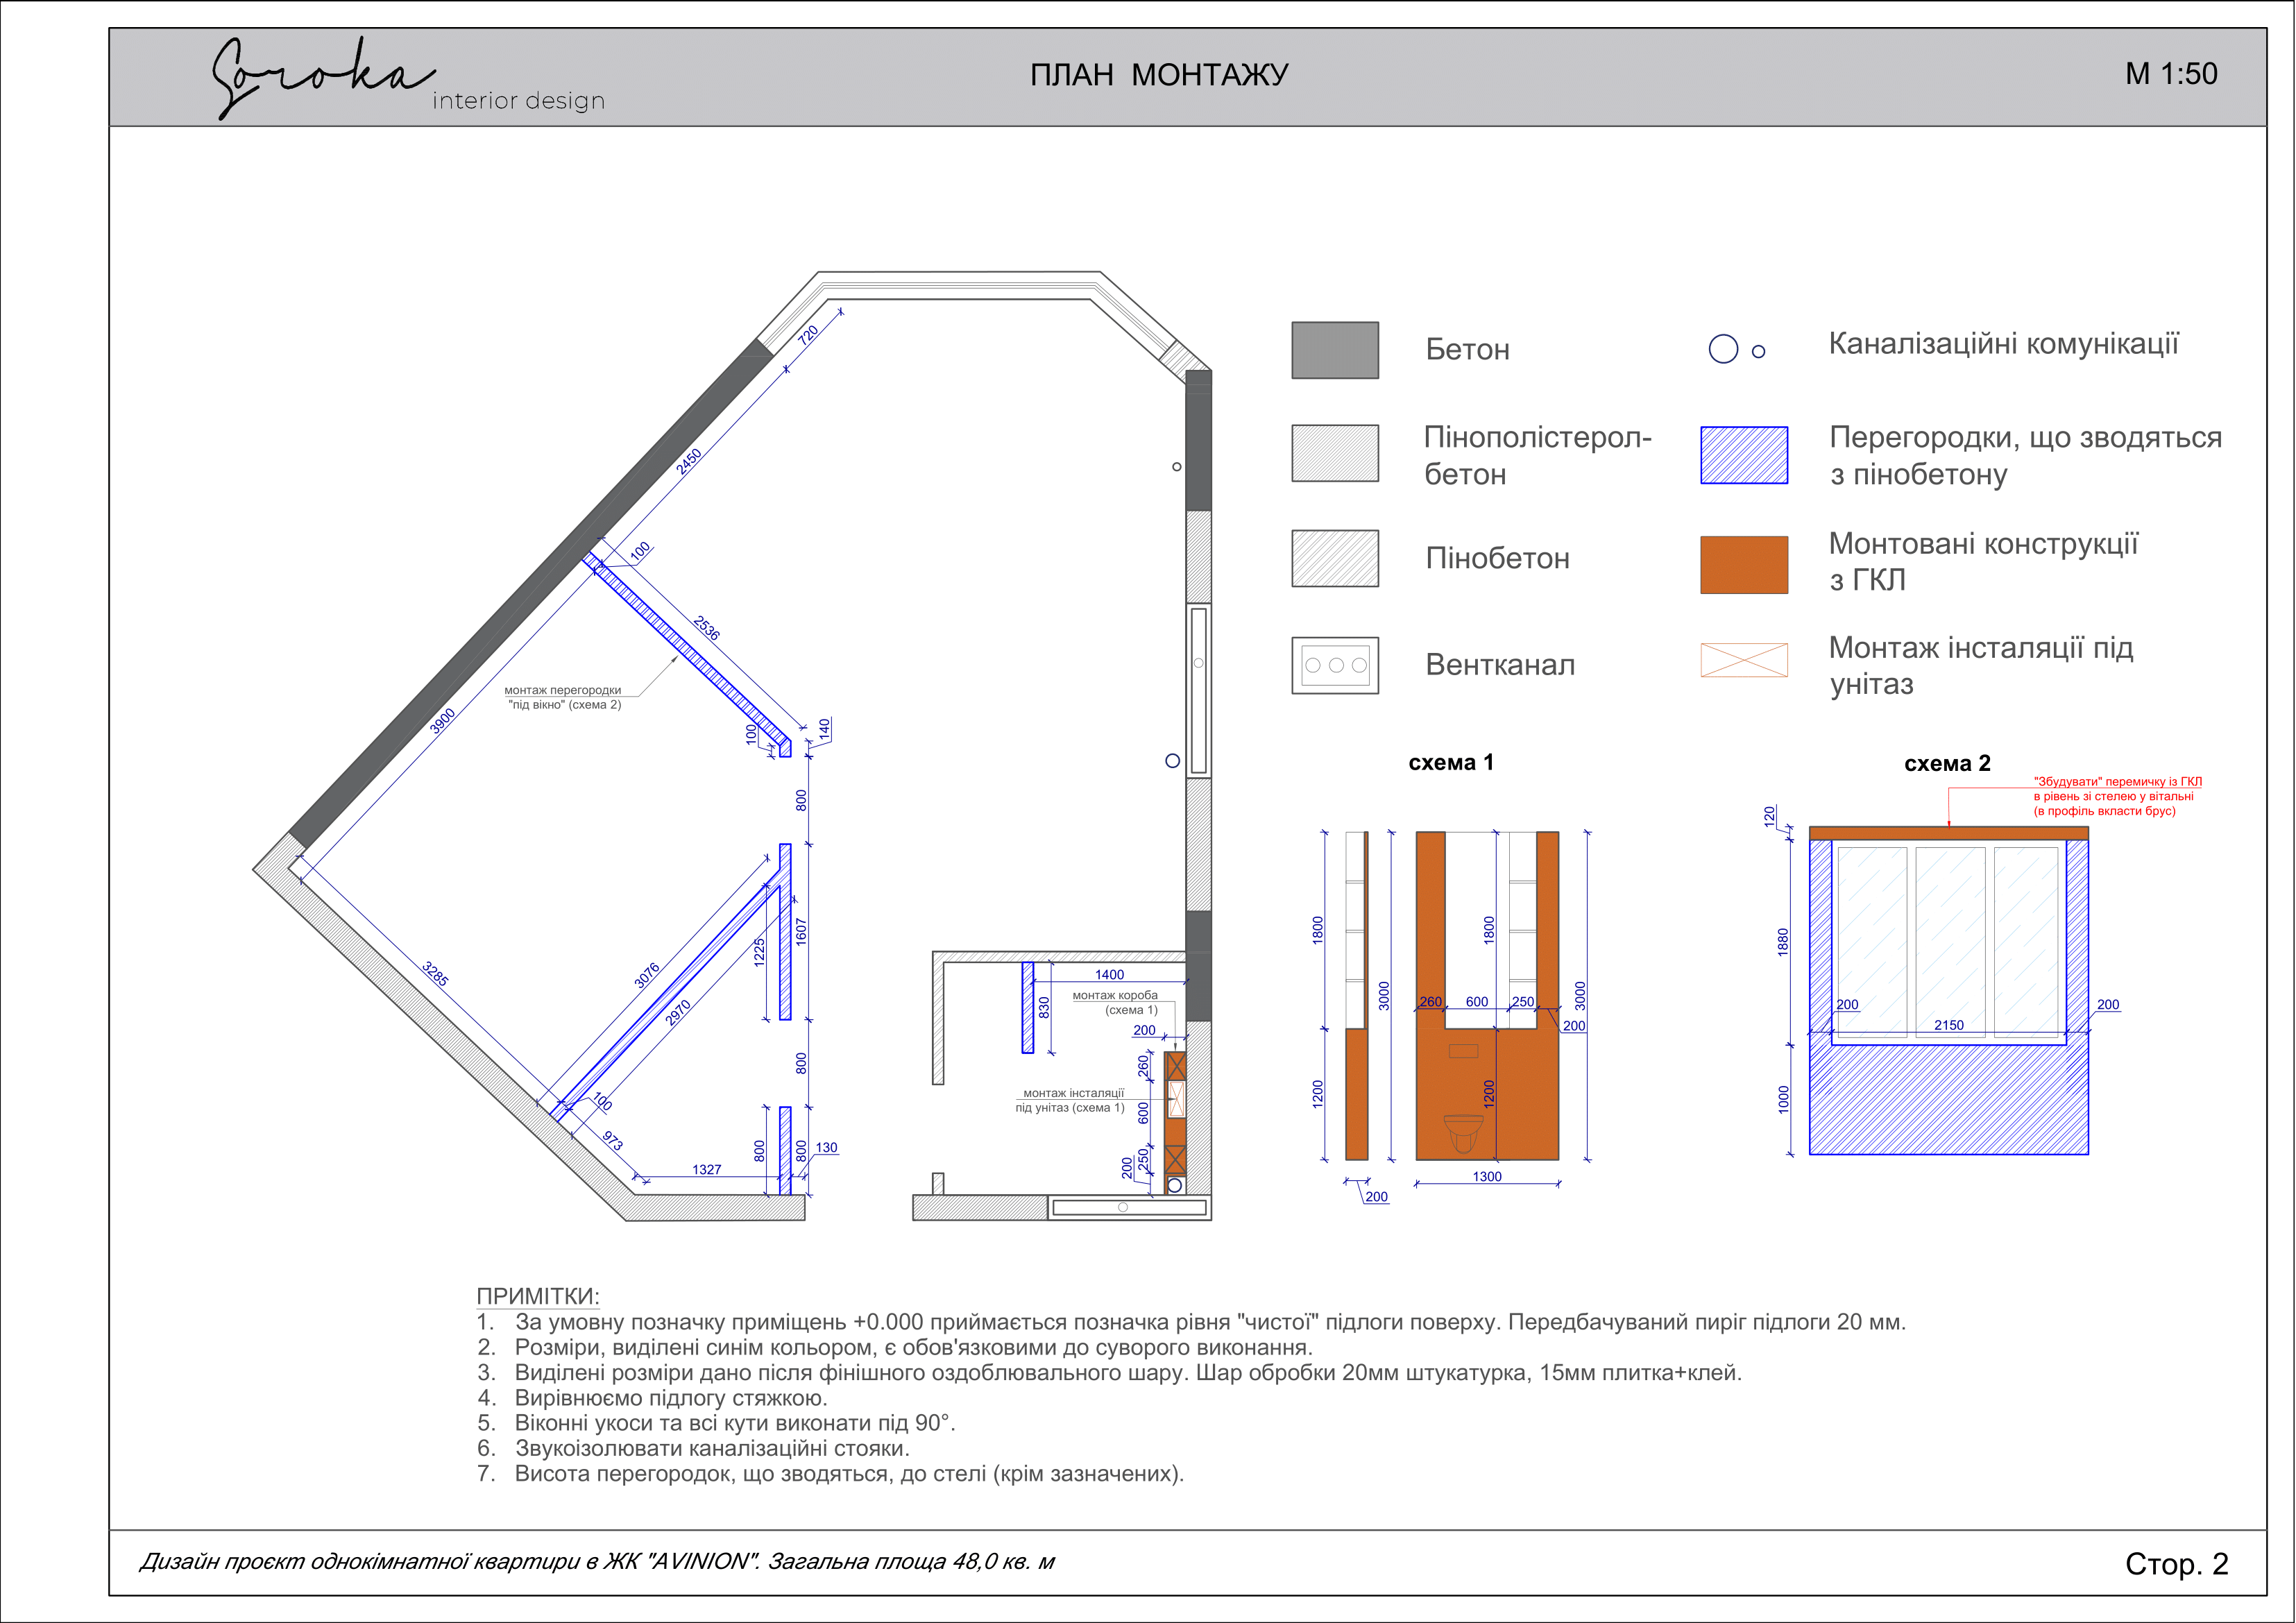 Soroka
interior design
ПЛАН МОНТАЖУ
М 1:50
Бетон
Пінополістерол-
бетон
Пінобетон
Вентканал
Каналізаційні комунікації
Перегородки, що зводяться
з пінобетону
Монтовані конструкції
з ГКЛ
Монтаж інсталяції під
унітаз
720
2450
100
2536
3900
монтаж перегородки
"під вікно" (схема 2)
100
140
800
1607
1225
3285
3076
2970
800
100
973
1327
800
800
130
1400
830
монтаж короба
(схема 1)
200
260
монтаж інсталяції
під унітаз (схема 1)
600
250
200
схема 1
1800
1200
3000
200
1800
260
600
250
200
1200
3000
1300
схема 2
"Збудувати" перемичку із ГКЛ
в рівень зі стелею у вітальні
(в профіль вкласти брус)
120
1880
200
2150
200
1000
ПРИМІТКИ:
1. За умовну позначку приміщень +0.000 приймається позначка рівня "чистої" підлоги поверху. Передбачуваний пиріг підлоги 20 мм.
2. Розміри, виділені синім кольором, є обов'язковими до суворого виконання.
3. Виділені розміри дано після фінішного оздоблювального шару. Шар обробки 20мм штукатурка, 15мм плитка+клей.
4. Вирівнюємо підлогу стяжкою.
5. Віконні укоси та всі кути виконати під 90°.
6. Звукоізолювати каналізаційні стояки.
7. Висота перегородок, що зводяться, до стелі (крім зазначених).
Дизайн проєкт однокімнатної квартири в ЖК "AVINION". Загальна площа 48,0 кв. м
Стор. 2